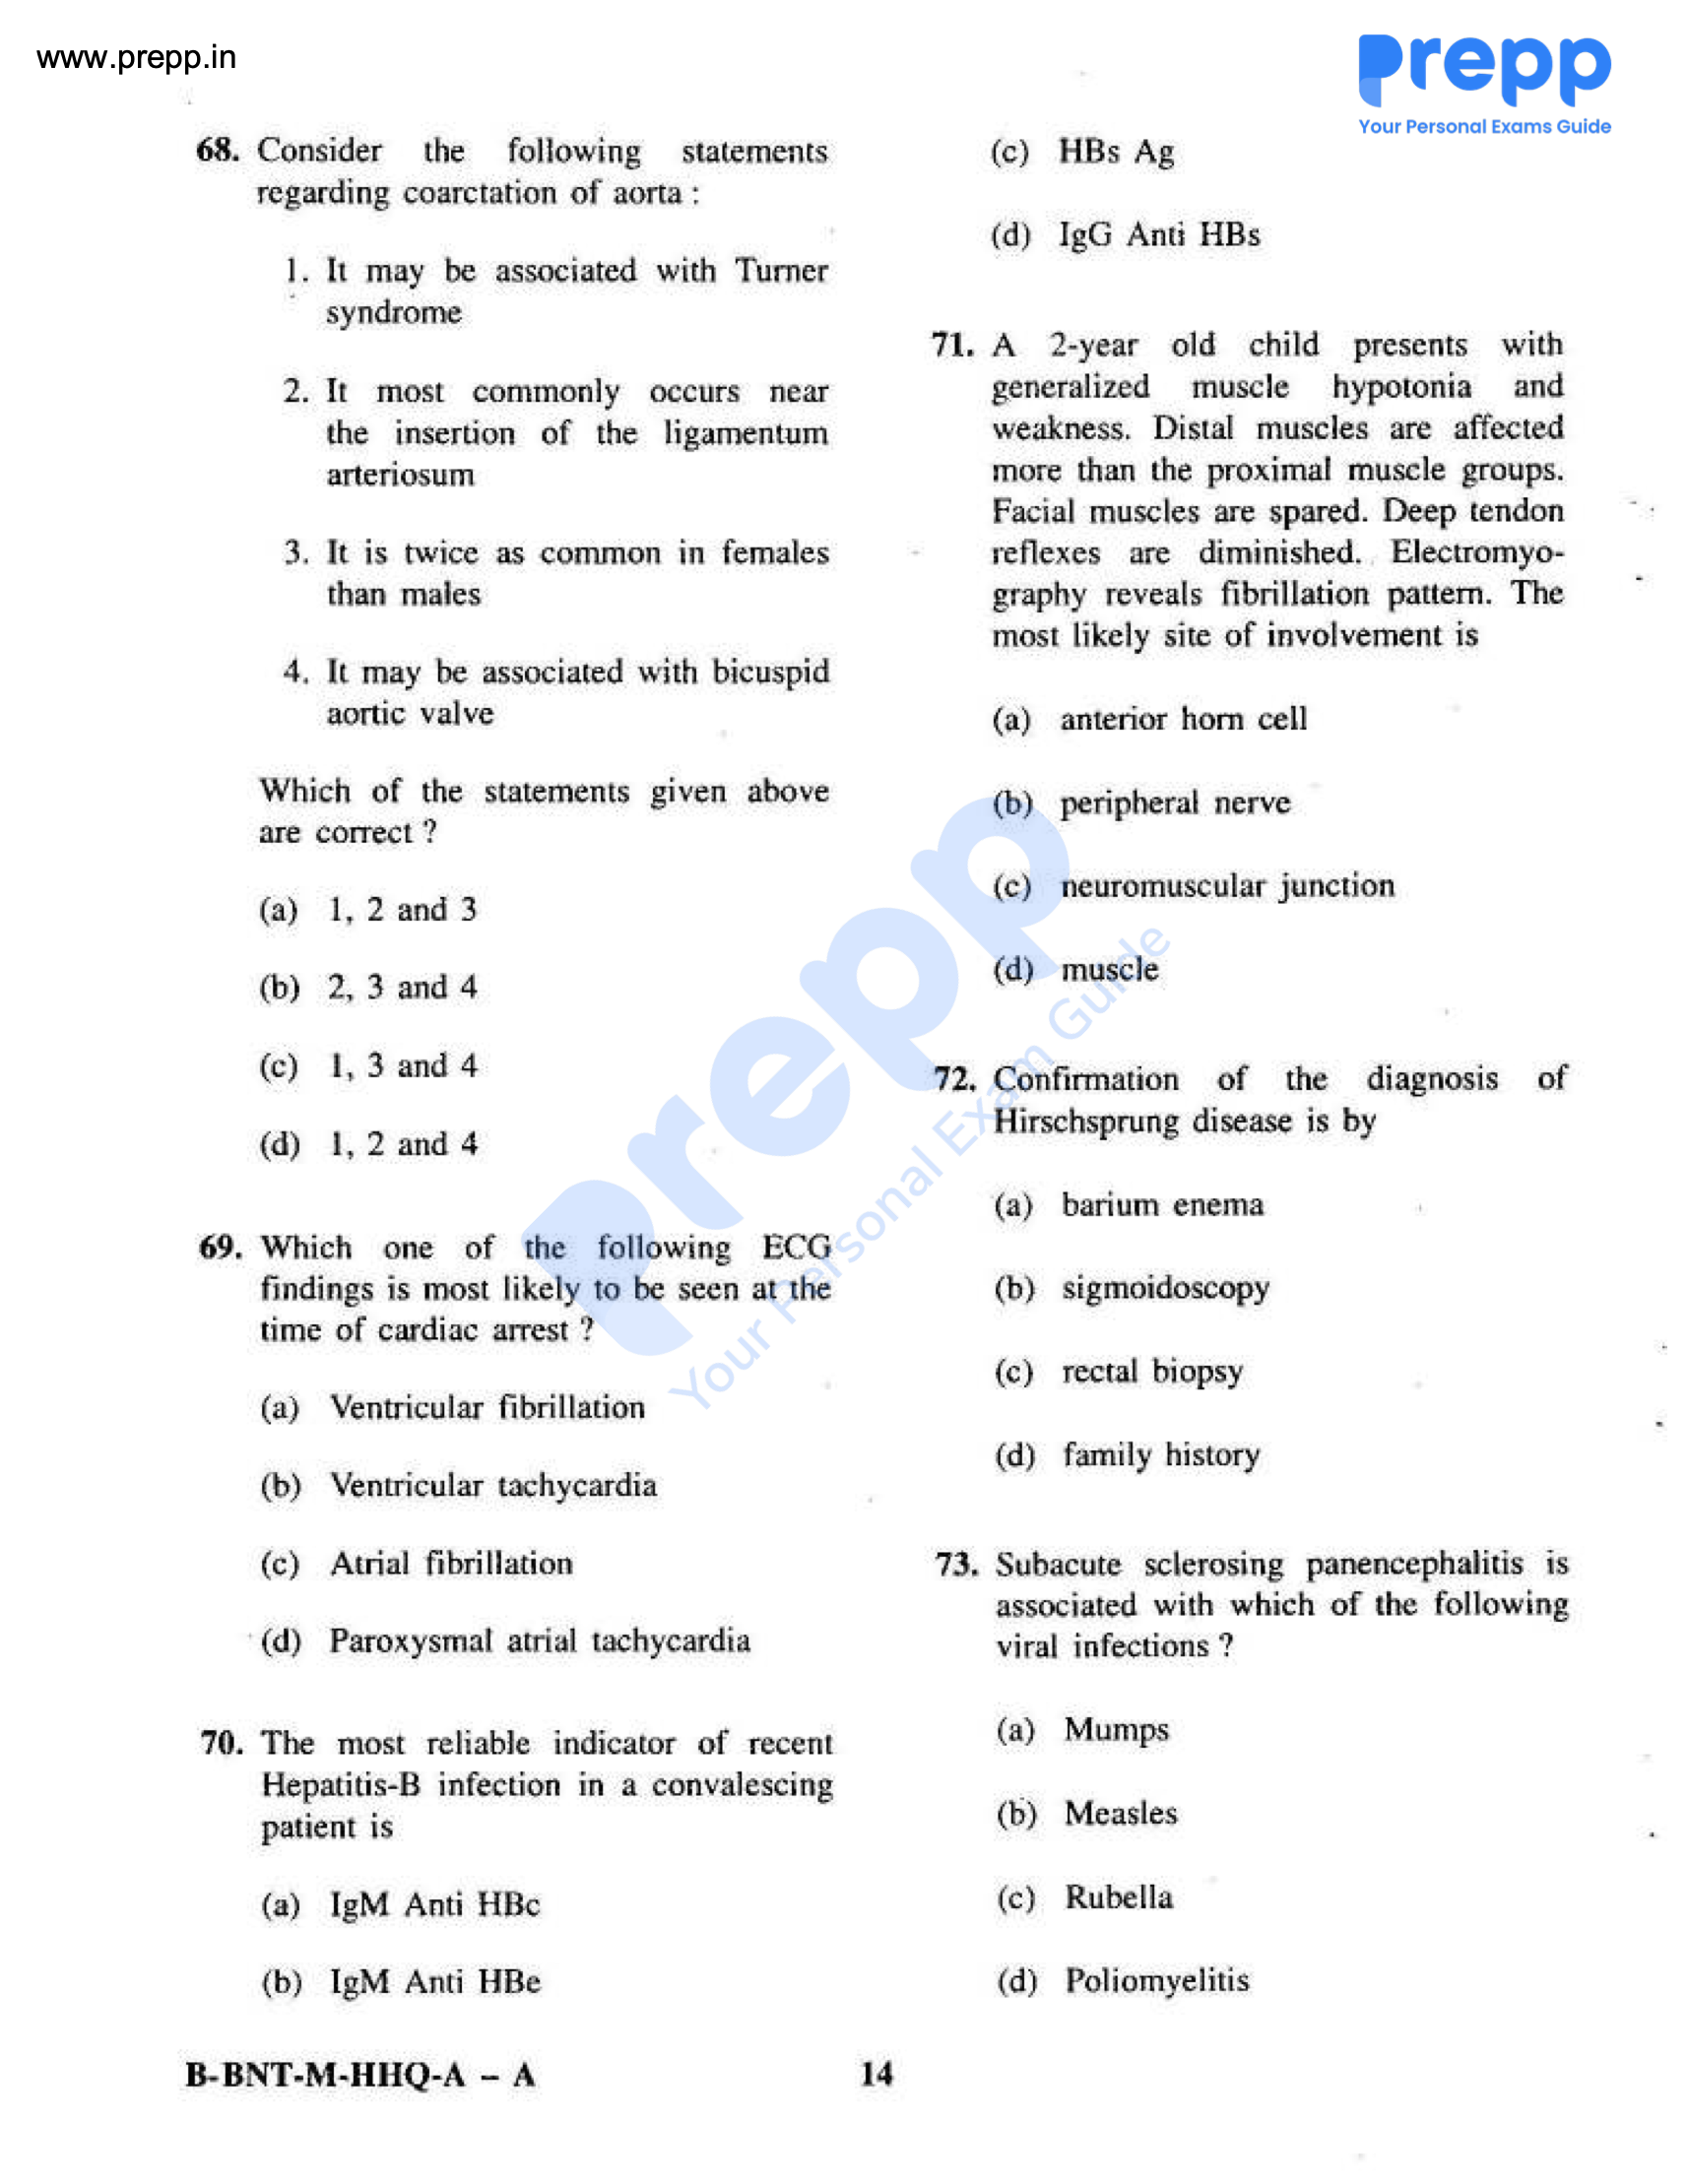 www.prepp.in
prepp
Your Personal Exams Guide
68. Consider the following statements
regarding coarctation of aorta :
1. It may be associated with Turner
syndrome
2. It most commonly occurs near
the insertion of the ligamentum
arteriosum
3. It is twice as common in females
than males
4. It may be associated with bicuspid
aortic valve
Which of the statements given above
are correct ?
(a) 1, 2 and 3
(b) 2, 3 and 4
(c) 1, 3 and 4
(d) 1, 2 and 4
69. Which one of the following ECG
findings is most likely to be seen at the
time of cardiac arrest ?
(a) Ventricular fibrillation
(b) Ventricular tachycardia
(c) Atrial fibrillation
(d) Paroxysmal atrial tachycardia
70. The most reliable indicator of recent
Hepatitis-B infection in a convalescing
patient is
(a) IgM Anti HBc
(b) IgM Anti HBe
(c) HBs Ag
(d) IgG Anti HBs
71. A 2-year old child presents with
generalized muscle hypotonia and
weakness. Distal muscles are affected
more than the proximal muscle groups.
Facial muscles are spared. Deep tendon
reflexes are diminished. Electromyo-
graphy reveals fibrillation pattern. The
most likely site of involvement is
(a) anterior horn cell
(b) peripheral nerve
(c) neuromuscular junction
(d) muscle
72. Confirmation of the diagnosis of
Hirschsprung disease is by
(a) barium enema
(b) sigmoidoscopy
(c) rectal biopsy
(d) family history
73. Subacute sclerosing panencephalitis is
associated with which of the following
viral infections ?
(a) Mumps
(b) Measles
(c) Rubella
(d) Poliomyelitis
prepp
Your Personal Exam Guide
B-BNT-M-HHQ-A – A
14